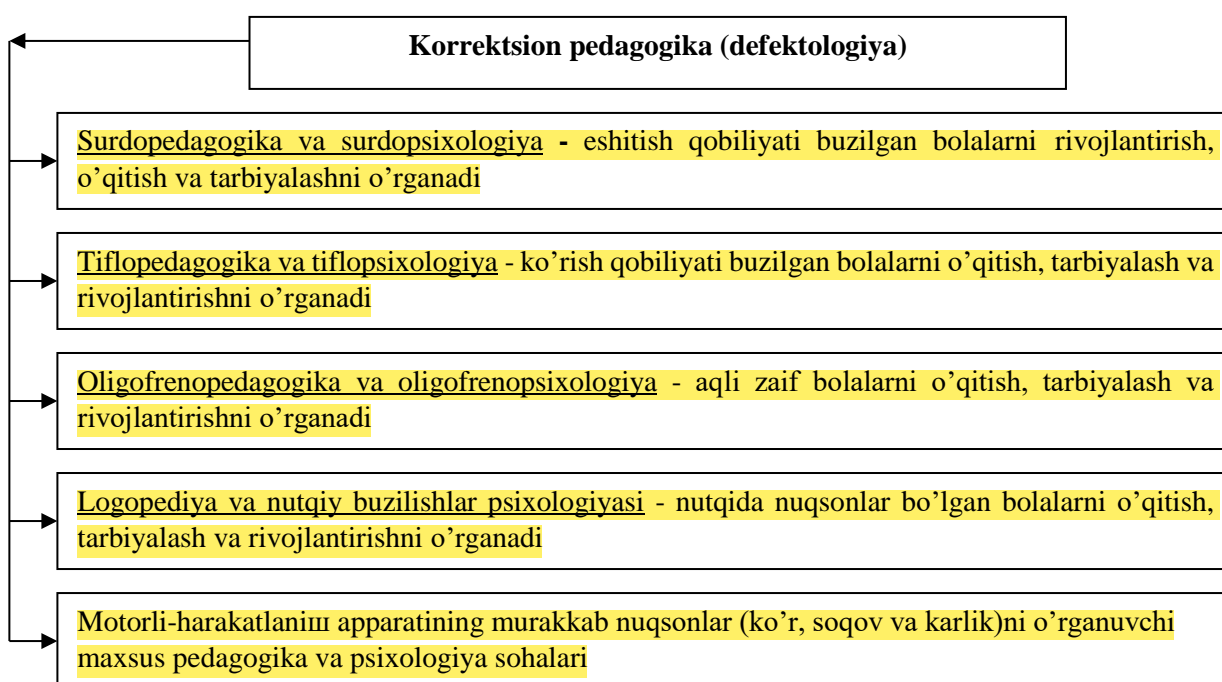 Korrektsion pedagogika (defektologiya)
Surdopedagogika va surdopsixologiya - eshitish qobiliyati buzilgan bolalarni rivojlantirish,
o’qitish va tarbiyalashni o’rganadi
Tiflopedagogika va tiflopsixologiya - ko’rish qobiliyati buzilgan bolalarni o’qitish, tarbiyalash va
rivojlantirishni o’rganadi
Oligofrenopedagogika va oligofrenopsixologiya - aqli zaif bolalarni o’qitish, tarbiyalash va
rivojlantirishni o’rganadi
Logopediya va nutqiy buzilishlar psixologiyasi - nutqida nuqsonlar bo’lgan bolalarni o’qitish,
tarbiyalash va rivojlantirishni o’rganadi
Motorli-harakatlaniш apparatining murakkab nuqsonlar (ko’r, soqov va karlik)ni o’rganuvchi
maxsus pedagogika va psixologiya sohalari